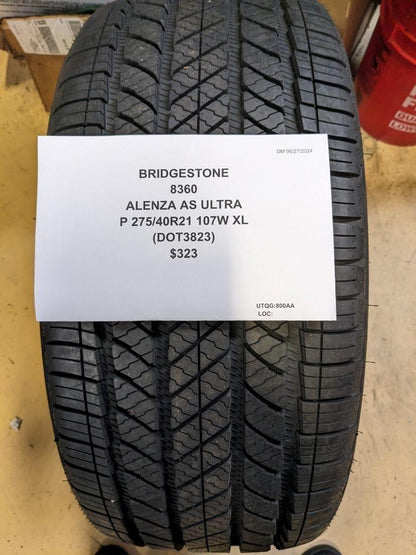 DM 06/27/2024
BRIDGESTONE
8360
ALENZA AS ULTRA
P 275/40R21 107W XL
(DOT3823)
$323
UTQG:800AA
LOC: